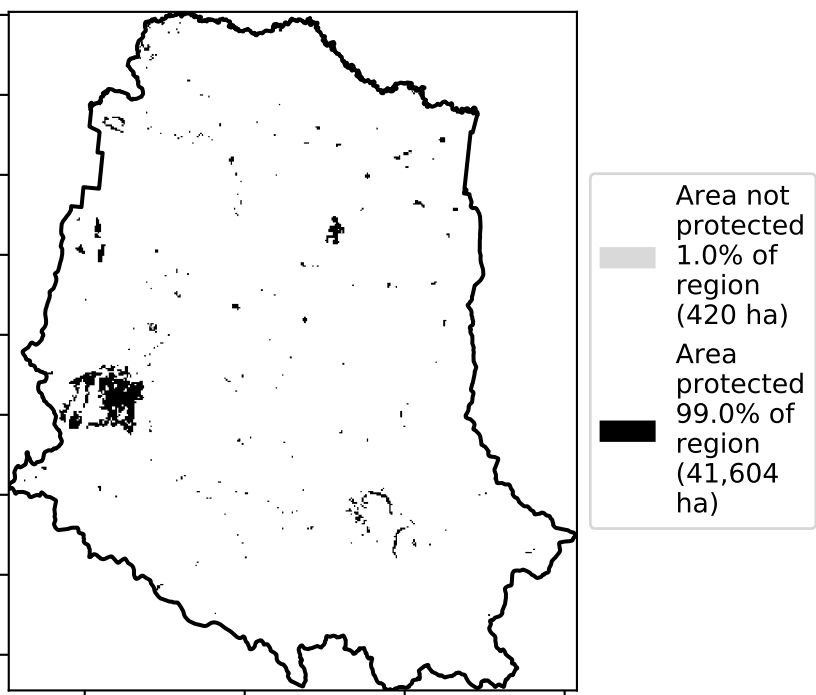 Area not
protected
1.0% of
region
(420 ha)
Area
protected
99.0% of
region
(41,604
ha)